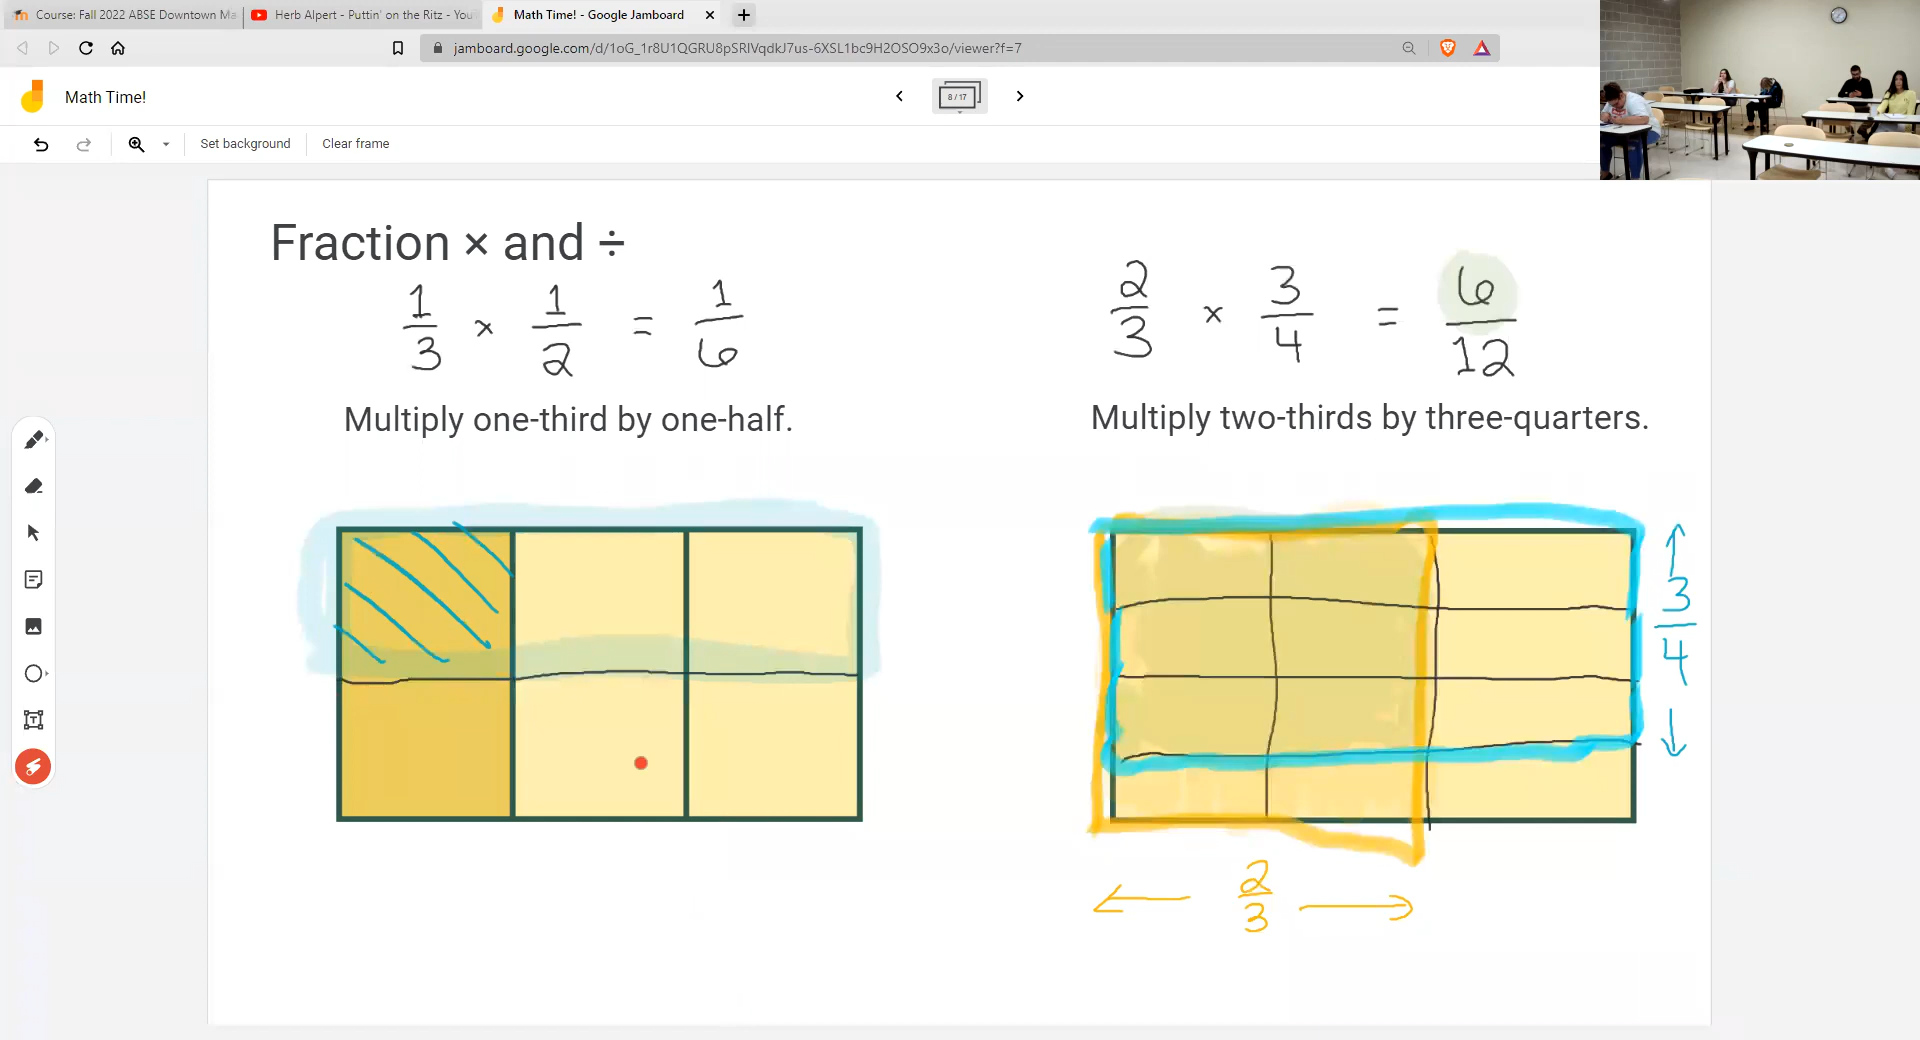 Course: Fall 2022 ABSE Downtown Ma
Herb Alpert - Puttin' on the Ritz - You
Math Time! - Google Jamboard
jamboard.google.com/d/1oG_1r8U1QGRU8pSRIVqdkJ7us-6XSL1bc9H2OSO9x3o/viewer?f=7
Math Time!
8 / 17
Set background
Clear frame
Fraction × and ÷
1/3 × 1/2 = 1/6
2/3 × 3/4 = 6/12
Multiply one-third by one-half.
Multiply two-thirds by three-quarters.
3/4
2/3